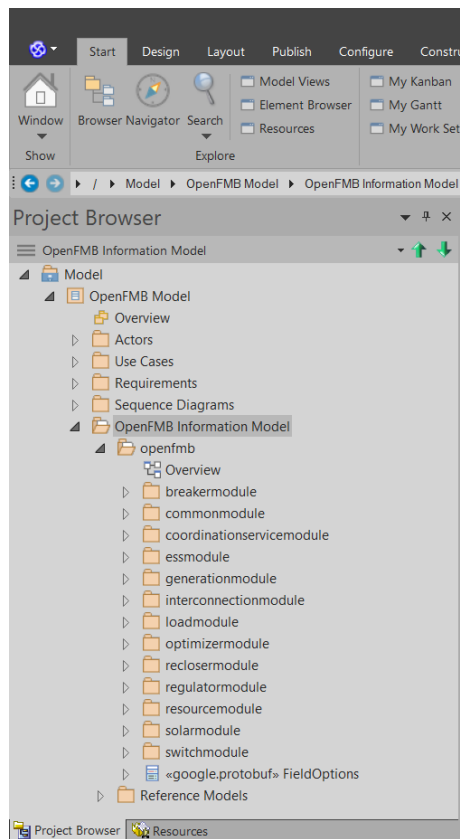 Start Design Layout Publish Configure Constru
Window Browser Navigator Search Model Views My Kanban
Element Browser My Gantt
Resources My Work Set
Show Explore
/ Model OpenFMB Model OpenFMB Information Model
Project Browser
OpenFMB Information Model
Model
OpenFMB Model
Overview
Actors
Use Cases
Requirements
Sequence Diagrams
OpenFMB Information Model
openfmb
Overview
breakermodule
commonmodule
coordinationservicemodule
essmodule
generationmodule
interconnectionmodule
loadmodule
optimizermodule
reclosermodule
regulatormodule
resourcemodule
solarmodule
switchmodule
«google.protobuf» FieldOptions
Reference Models
Project Browser Resources